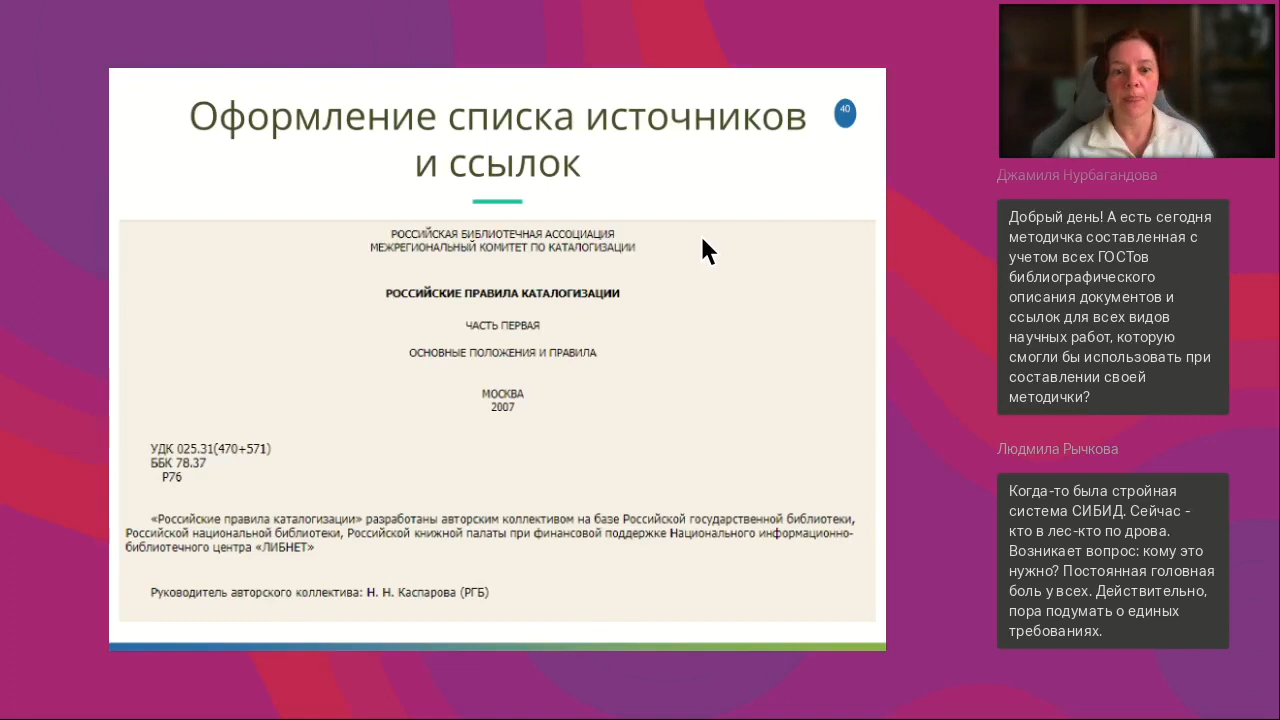 Оформление списка источников
и ссылок
40
РОССИЙСКАЯ БИБЛИОТЕЧНАЯ АССОЦИАЦИЯ
МЕЖРЕГИОНАЛЬНЫЙ КОМИТЕТ ПО КАТАЛОГИЗАЦИИ
РОССИЙСКИЕ ПРАВИЛА КАТАЛОГИЗАЦИИ
ЧАСТЬ ПЕРВАЯ
ОСНОВНЫЕ ПОЛОЖЕНИЯ И ПРАВИЛА
МОСКВА
2007
УДК 025.31(470+571)
ББК 78.37
Р76
«Российские правила каталогизации» разработаны авторским коллективом на базе Российской государственной библиотеки,
Российской национальной библиотеки, Российской книжной палаты при финансовой поддержке Национального информационно-
библиотечного центра «ЛИБНЕТ»
Руководитель авторского коллектива: Н. Н. Каспарова (РГБ)
Джамиля Нурбагандова
Добрый день! А есть сегодня
методичка составленная с
учетом всех ГОСТов
библиографического
описания документов и
ссылок для всех видов
научных работ, которую
смогли бы использовать при
составлении своей
методички?
Людмила Рычкова
Когда-то была стройная
система СИБИД. Сейчас -
кто в лес-кто по дрова.
Возникает вопрос: кому это
нужно? Постоянная головная
боль у всех. Действительно,
пора подумать о единых
требованиях.